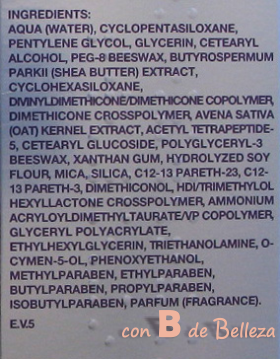 INGREDIENTS:
AQUA (WATER), CYCLOPENTASILOXANE,
PENTYLENE GLYCOL, GLYCERIN, CETEARYL
ALCOHOL, PEG-8 BEESWAX, BUTYROSPERMUM
PARKII (SHEA BUTTER) EXTRACT,
CYCLOHEXASILOXANE,
DIVINYLDIMETHICONE/DIMETHICONE COPOLYMER,
DIMETHICONE CROSSPOLYMER, AVENA SATIVA
(OAT) KERNEL EXTRACT, ACETYL TETRAPEPTIDE-
5, CETEARYL GLUCOSIDE, POLYGLYCERYL-3
BEESWAX, XANTHAN GUM, HYDROLYZED SOY
FLOUR, MICA, SILICA, C12-13 PARETH-23, C12-
13 PARETH-3, DIMETHICONOL, HDI/TRIMETHYLOL
HEXYLLACTONE CROSSPOLYMER, AMMONIUM
ACRYLOYLDIMETHYLTAURATE/VP COPOLYMER,
GLYCERYL POLYACRYLATE,
ETHYLHEXYLGLYCERIN, TRIETHANOLAMINE, O-
CYMEN-5-OL, PHENOXYETHANOL,
METHYLPARABEN, ETHYLPARABEN,
BUTYLPARABEN, PROPYLPARABEN,
ISOBUTYLPARABEN, PARFUM (FRAGRANCE).
E.V.5
con B de Belleza